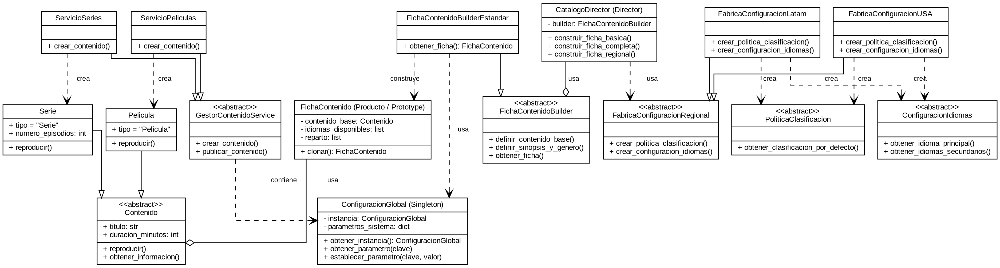 ServicioSeries
+ crear_contenido()
ServicioPeliculas
+ crear_contenido()
FichaContenidoBuilderEstandar
+ obtener_ficha(): FichaContenido
CatalogoDirector (Director)
- builder: FichaContenidoBuilder
+ construir_ficha_basica()
+ construir_ficha_completa()
+ construir_ficha_regional()
FabricaConfiguracionLatam
+ crear_politica_clasificacion()
+ crear_configuracion_idiomas()
FabricaConfiguracionUSA
+ crear_politica_clasificacion()
+ crear_configuracion_idiomas()
crea
crea
construye
usa
usa
crea
crea
crea
crea
Serie
+ tipo = "Serie"
+ numero_episodios: int
+ reproducir()
Pelicula
+ tipo = "Pelicula"
+ reproducir()
<<abstract>>
GestorContenidoService
+ crear_contenido()
+ publicar_contenido()
FichaContenido (Producto / Prototype)
- contenido_base: Contenido
- idiomas_disponibles: list
- reparto: list
+ clonar(): FichaContenido
usa
<<abstract>>
FichaContenidoBuilder
+ definir_contenido_base()
+ definir_sinopsis_y_genero()
+ obtener_ficha()
<<abstract>>
FabricaConfiguracionRegional
+ crear_politica_clasificacion()
+ crear_configuracion_idiomas()
<<abstract>>
PoliticaClasificacion
+ obtener_clasificacion_por_defecto()
<<abstract>>
ConfiguracionIdiomas
+ obtener_idioma_principal()
+ obtener_idiomas_secundarios()
contiene
usa
<<abstract>>
Contenido
+ titulo: str
+ duracion_minutos: int
+ reproducir()
+ obtener_informacion()
ConfiguracionGlobal (Singleton)
- instancia: ConfiguracionGlobal
- parametros_sistema: dict
+ obtener_instancia(): ConfiguracionGlobal
+ obtener_parametro(clave)
+ establecer_parametro(clave, valor)